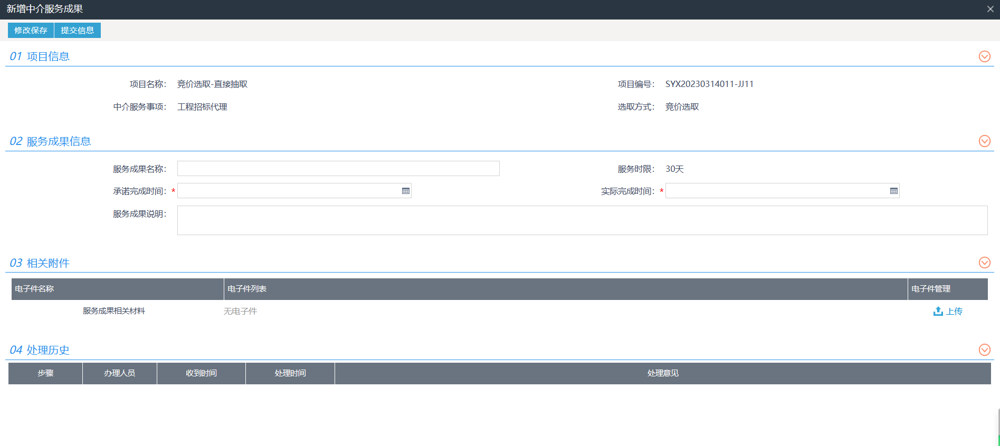 新增中介服务成果
修改保存 提交信息
01 项目信息
项目名称： 竞价选取-直接抽取 项目编号： SYX20230314011-JJ11
中介服务事项： 工程招标代理 选取方式： 竞价选取
02 服务成果信息
服务成果名称： 服务时限： 30天
承诺完成时间：* 实际完成时间：*
服务成果说明：
03 相关附件
电子件名称 电子件列表 电子件管理
服务成果相关材料 无电子件 上传
04 处理历史
步骤 办理人员 收到时间 处理时间 处理意见